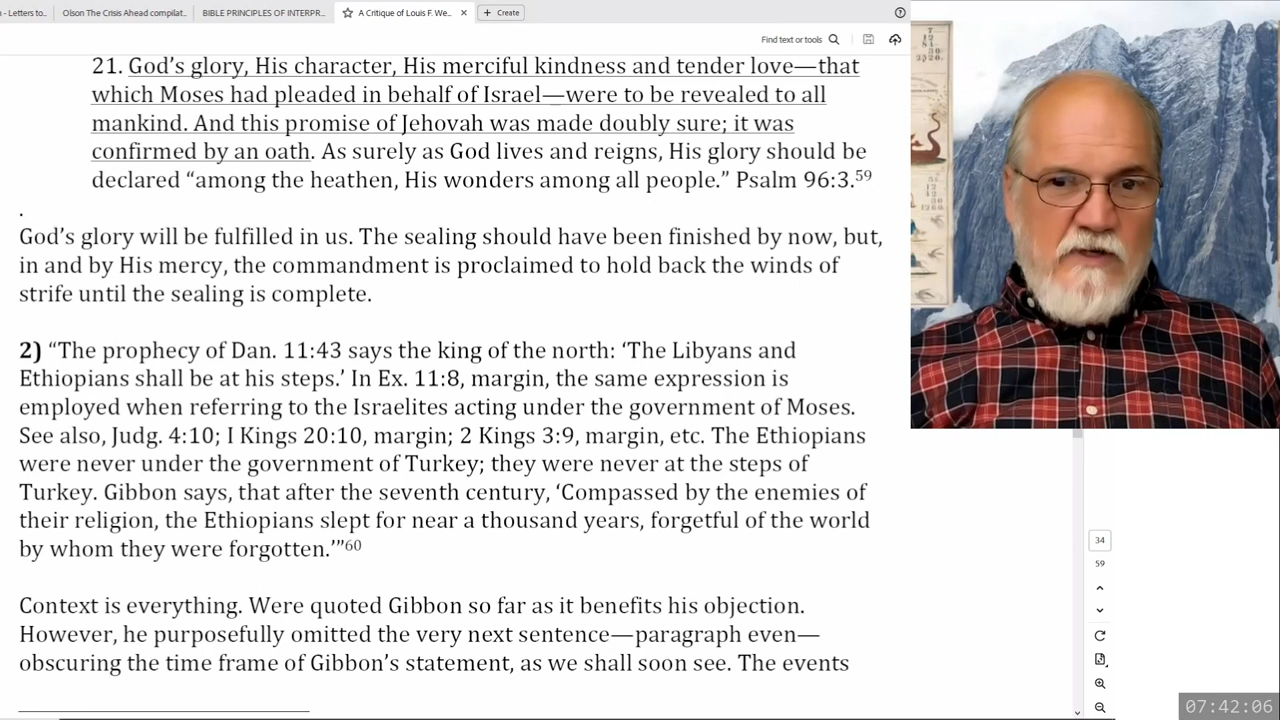 - Letters to...
Olson The Crisis Ahead compilat...
BIBLE PRINCIPLES OF INTERPR...
A Critique of Louis F. We...
Create
Find text or tools
21. God’s glory, His character, His merciful kindness and tender love—that
which Moses had pleaded in behalf of Israel—were to be revealed to all
mankind. And this promise of Jehovah was made doubly sure; it was
confirmed by an oath. As surely as God lives and reigns, His glory should be
declared “among the heathen, His wonders among all people.” Psalm 96:3.59
.
God’s glory will be fulfilled in us. The sealing should have been finished by now, but,
in and by His mercy, the commandment is proclaimed to hold back the winds of
strife until the sealing is complete.
2) “The prophecy of Dan. 11:43 says the king of the north: ‘The Libyans and
Ethiopians shall be at his steps.’ In Ex. 11:8, margin, the same expression is
employed when referring to the Israelites acting under the government of Moses.
See also, Judg. 4:10; I Kings 20:10, margin; 2 Kings 3:9, margin, etc. The Ethiopians
were never under the government of Turkey; they were never at the steps of
Turkey. Gibbon says, that after the seventh century, ‘Compassed by the enemies of
their religion, the Ethiopians slept for near a thousand years, forgetful of the world
by whom they were forgotten.’”60
Context is everything. Were quoted Gibbon so far as it benefits his objection.
However, he purposefully omitted the very next sentence—paragraph even—
obscuring the time frame of Gibbon’s statement, as we shall soon see. The events
34
59
07:42:06